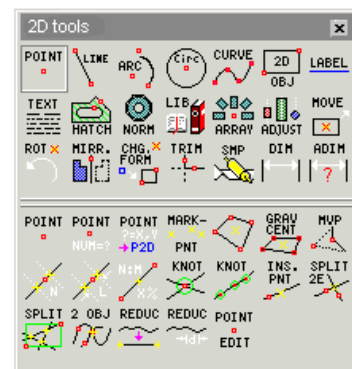 2D tools
POINT LINE ARC Circ CURVE 2D OBJ LABEL
TEXT HATCH NORM LIB ARRAY ADJUST MOVE
ROT MIRR. CHG. FORM TRIM SMP DIM ADIM
?
POINT POINT NUM=? POINT ?=X,Y P2D MARK- PNT GRAV CENT MVP
N L N:M X% KNOT KNOT INS. PNT SPLIT 2E
SPLIT 2 OBJ REDUC REDUC POINT EDIT